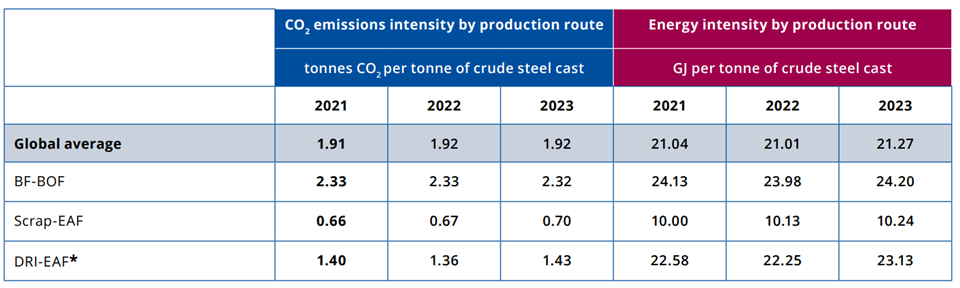 CO₂ emissions intensity by production route Energy intensity by production route
tonnes CO₂ per tonne of crude steel cast GJ per tonne of crude steel cast
2021 2022 2023 2021 2022 2023
Global average 1.91 1.92 1.92 21.04 21.01 21.27
BF-BOF 2.33 2.33 2.32 24.13 23.98 24.20
Scrap-EAF 0.66 0.67 0.70 10.00 10.13 10.24
DRI-EAF* 1.40 1.36 1.43 22.58 22.25 23.13